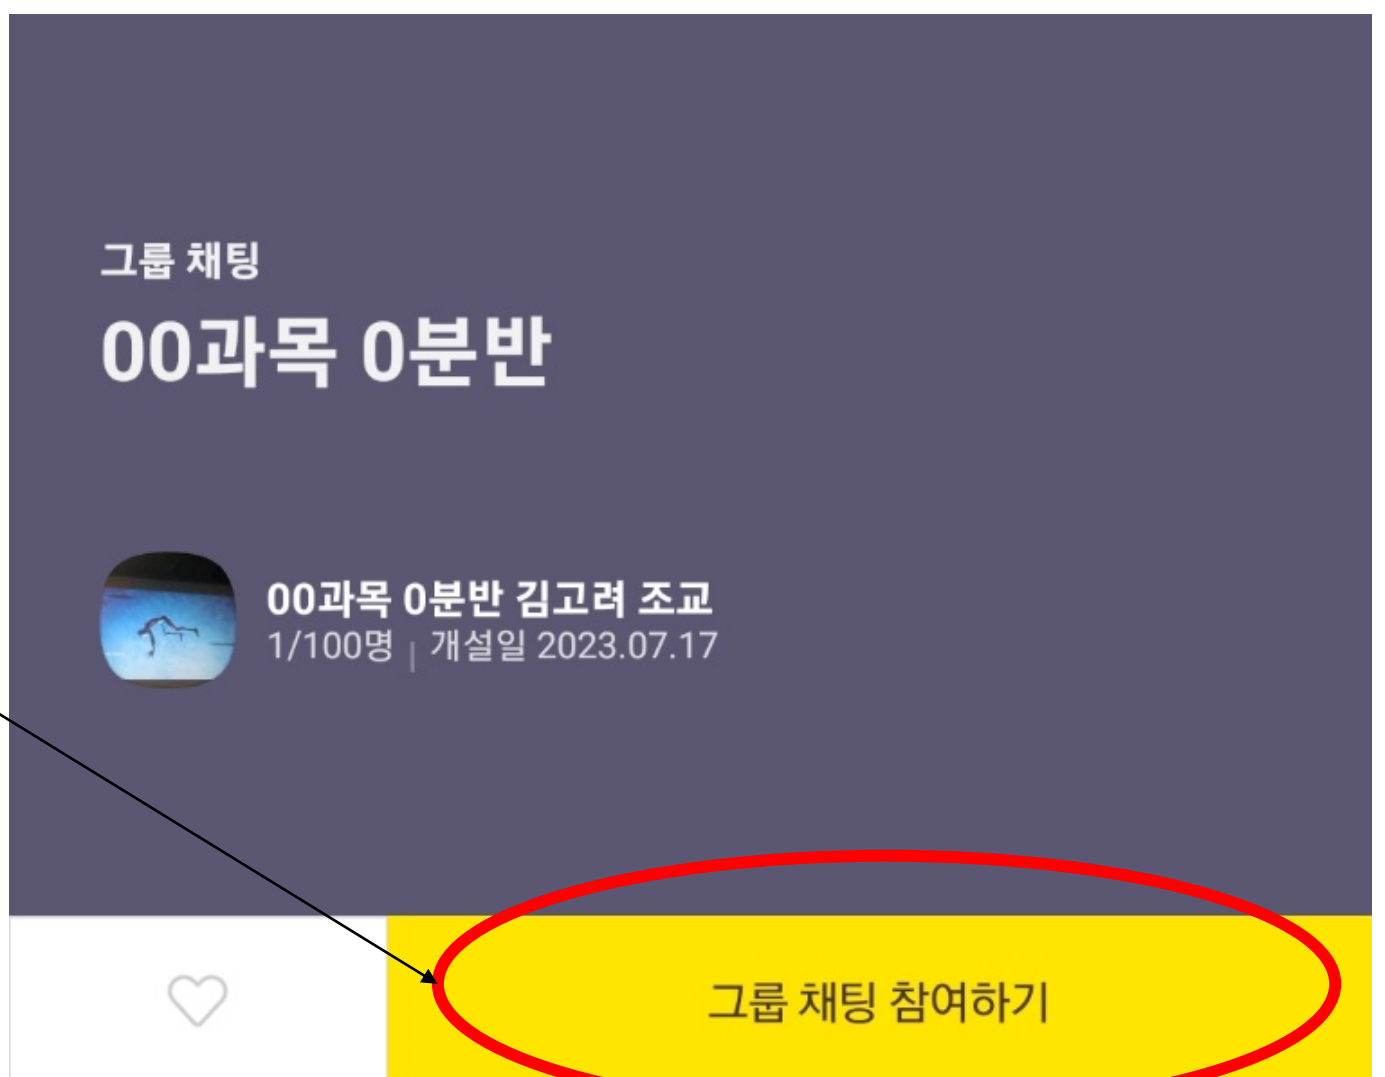 그룹 채팅
00과목 0분반
00과목 0분반 김고려 조교
1/100명 | 개설일 2023.07.17
그룹 채팅 참여하기